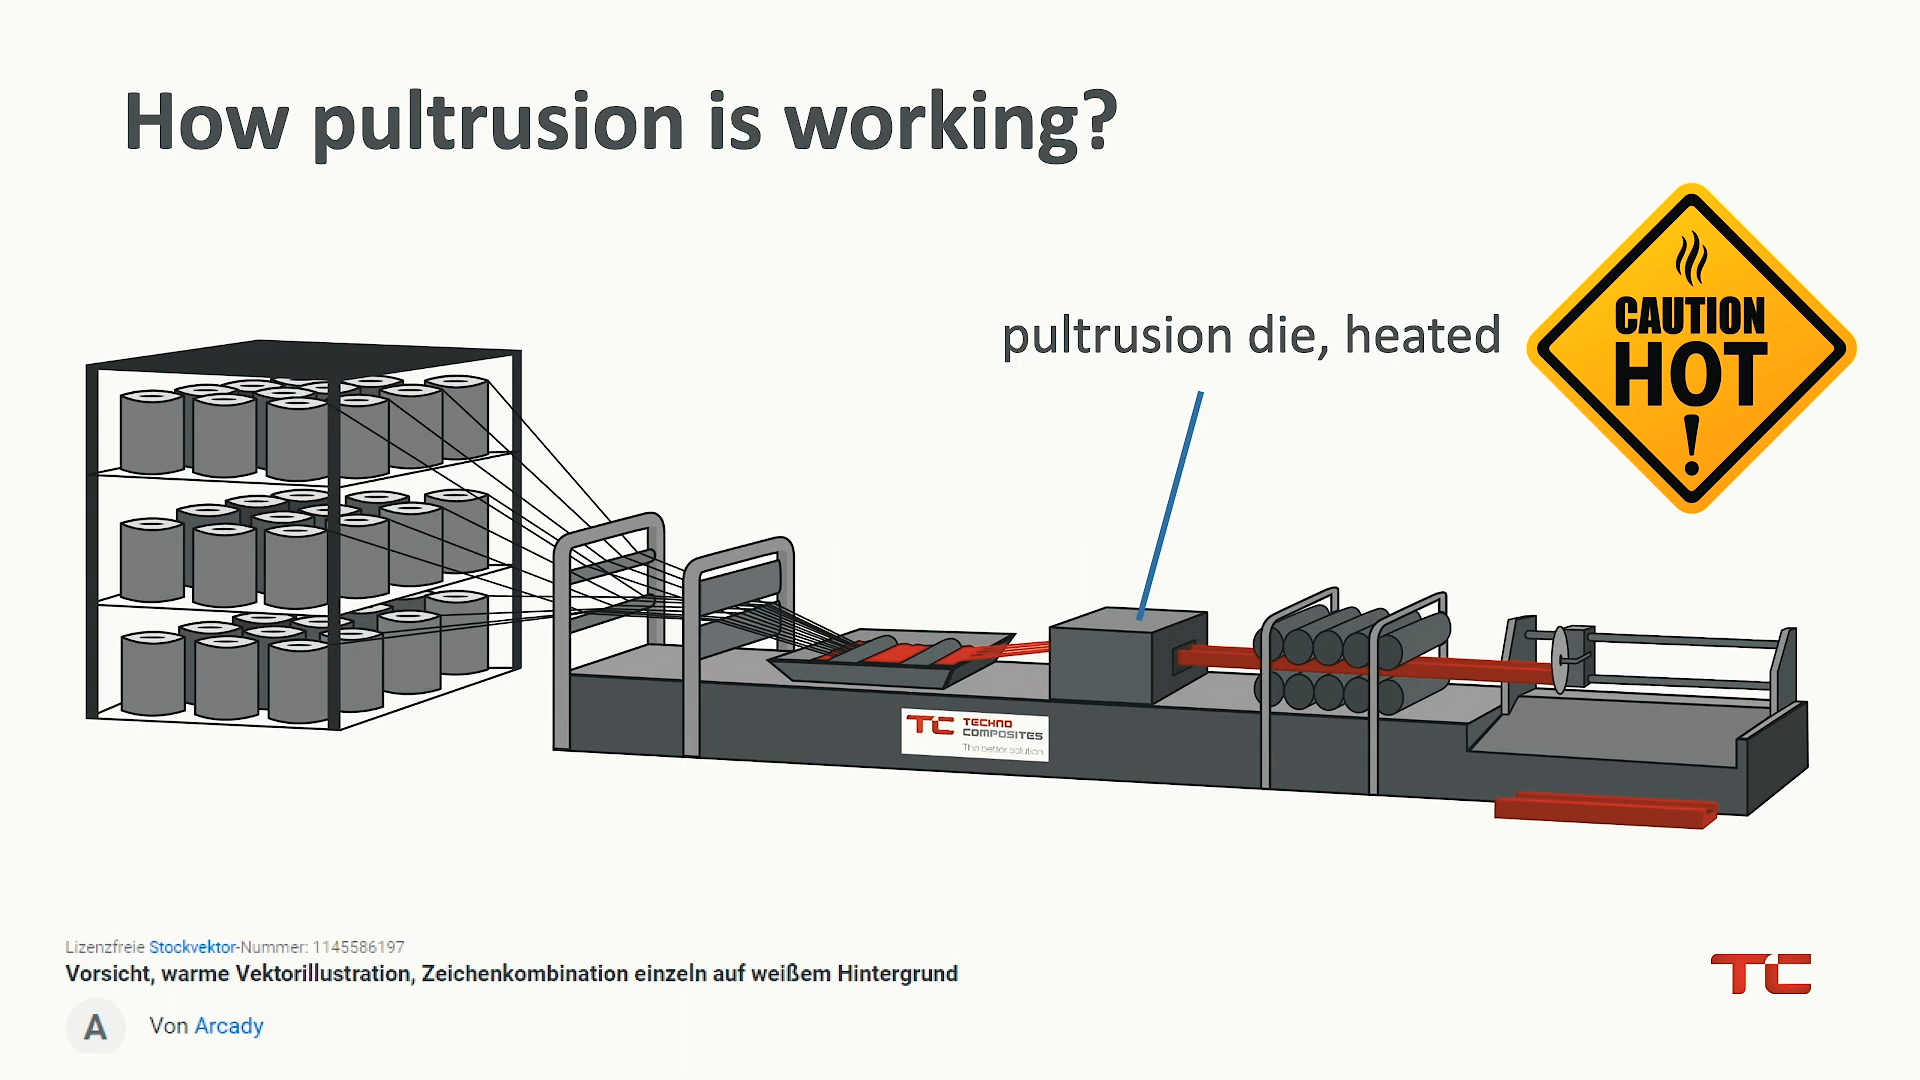 How pultrusion is working?
pultrusion die, heated
CAUTION
HOT
!
TC TECHNO
COMPOSITES
The better solution
Lizenzfreie Stockvektor-Nummer: 1145586197
Vorsicht, warme Vektorillustration, Zeichenkombination einzeln auf weißem Hintergrund
A Von Arcady
TC